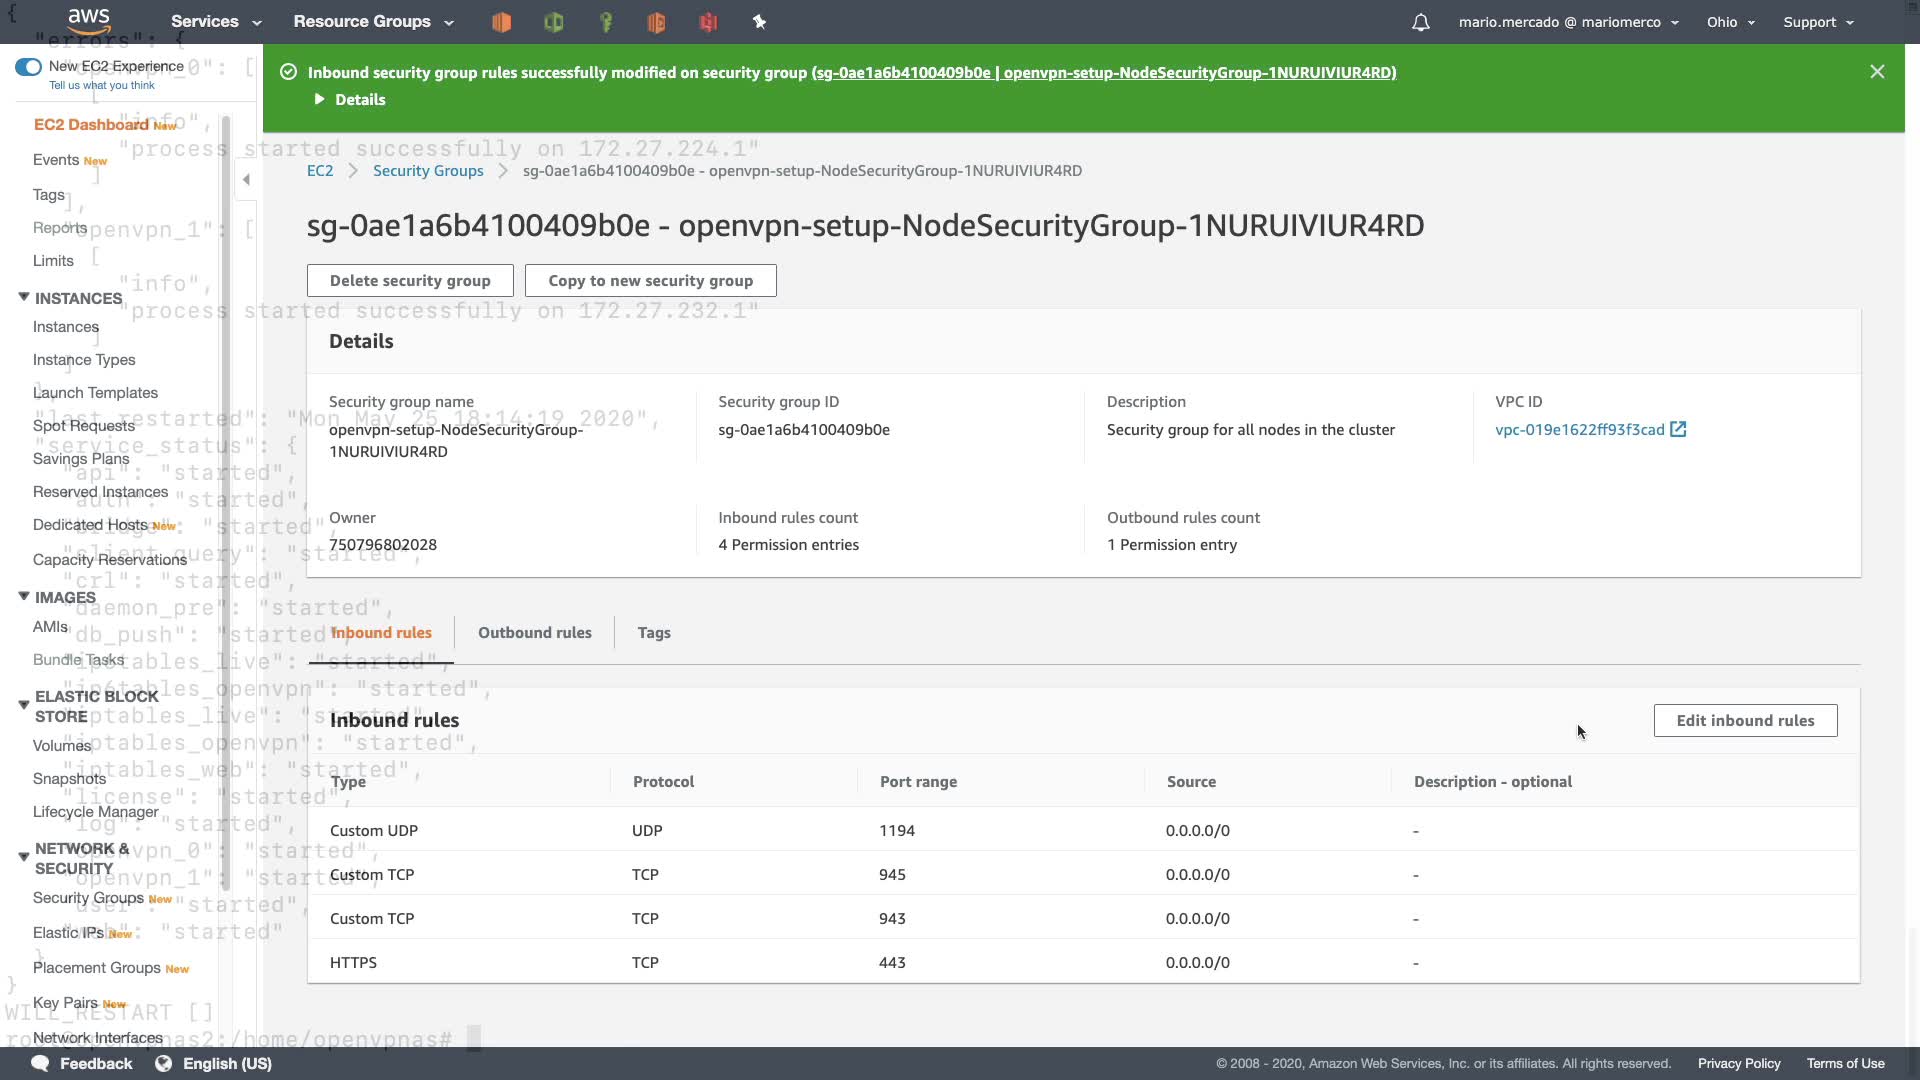 aws
Services
Resource Groups
mario.mercado @ mariomerco
Ohio
Support
{
"errors": {
"openvpn_0": [
[
"info",
"process started successfully on 172.27.224.1"
]
],
"openvpn_1": [
[
"info",
"process started successfully on 172.27.232.1"
]
]
},
"last_restarted": "Mon May 25 18:14:19 2020",
"service_status": {
"api": "started",
"auth": "started",
"bridge": "started",
"client_query": "started",
"crl": "started",
"daemon_pre": "started",
"db_push": "started",
"ip6tables_live": "started",
"ip6tables_openvpn": "started",
"iptables_live": "started",
"iptables_openvpn": "started",
"iptables_web": "started",
"license": "started",
"log": "started",
"openvpn_0": "started",
"openvpn_1": "started",
"user": "started",
"web": "started"
}
}
WILL_RESTART []
root@openvpnas2:/home/openvpnas#
New EC2 Experience
Tell us what you think
EC2 Dashboard New
Events New
Tags
Reports
Limits
INSTANCES
Instances
Instance Types
Launch Templates
Spot Requests
Savings Plans
Reserved Instances
Dedicated Hosts New
Capacity Reservations
IMAGES
AMIs
Bundle Tasks
ELASTIC BLOCK
STORE
Volumes
Snapshots
Lifecycle Manager
NETWORK &
SECURITY
Security Groups New
Elastic IPs New
Placement Groups New
Key Pairs New
Network Interfaces
Inbound security group rules successfully modified on security group (sg-0ae1a6b4100409b0e | openvpn-setup-NodeSecurityGroup-1NURUIVIUR4RD)
Details
EC2 > Security Groups > sg-0ae1a6b4100409b0e - openvpn-setup-NodeSecurityGroup-1NURUIVIUR4RD
sg-0ae1a6b4100409b0e - openvpn-setup-NodeSecurityGroup-1NURUIVIUR4RD
Delete security group
Copy to new security group
Details
Security group name
openvpn-setup-NodeSecurityGroup-
1NURUIVIUR4RD
Security group ID
sg-0ae1a6b4100409b0e
Description
Security group for all nodes in the cluster
VPC ID
vpc-019e1622ff93f3cad
Owner
750796802028
Inbound rules count
4 Permission entries
Outbound rules count
1 Permission entry
Inbound rules
Outbound rules
Tags
Inbound rules
Edit inbound rules
Type Protocol Port range Source Description - optional
Custom UDP UDP 1194 0.0.0.0/0 -
Custom TCP TCP 945 0.0.0.0/0 -
Custom TCP TCP 943 0.0.0.0/0 -
HTTPS TCP 443 0.0.0.0/0 -
Feedback
English (US)
© 2008 - 2020, Amazon Web Services, Inc. or its affiliates. All rights reserved.
Privacy Policy
Terms of Use